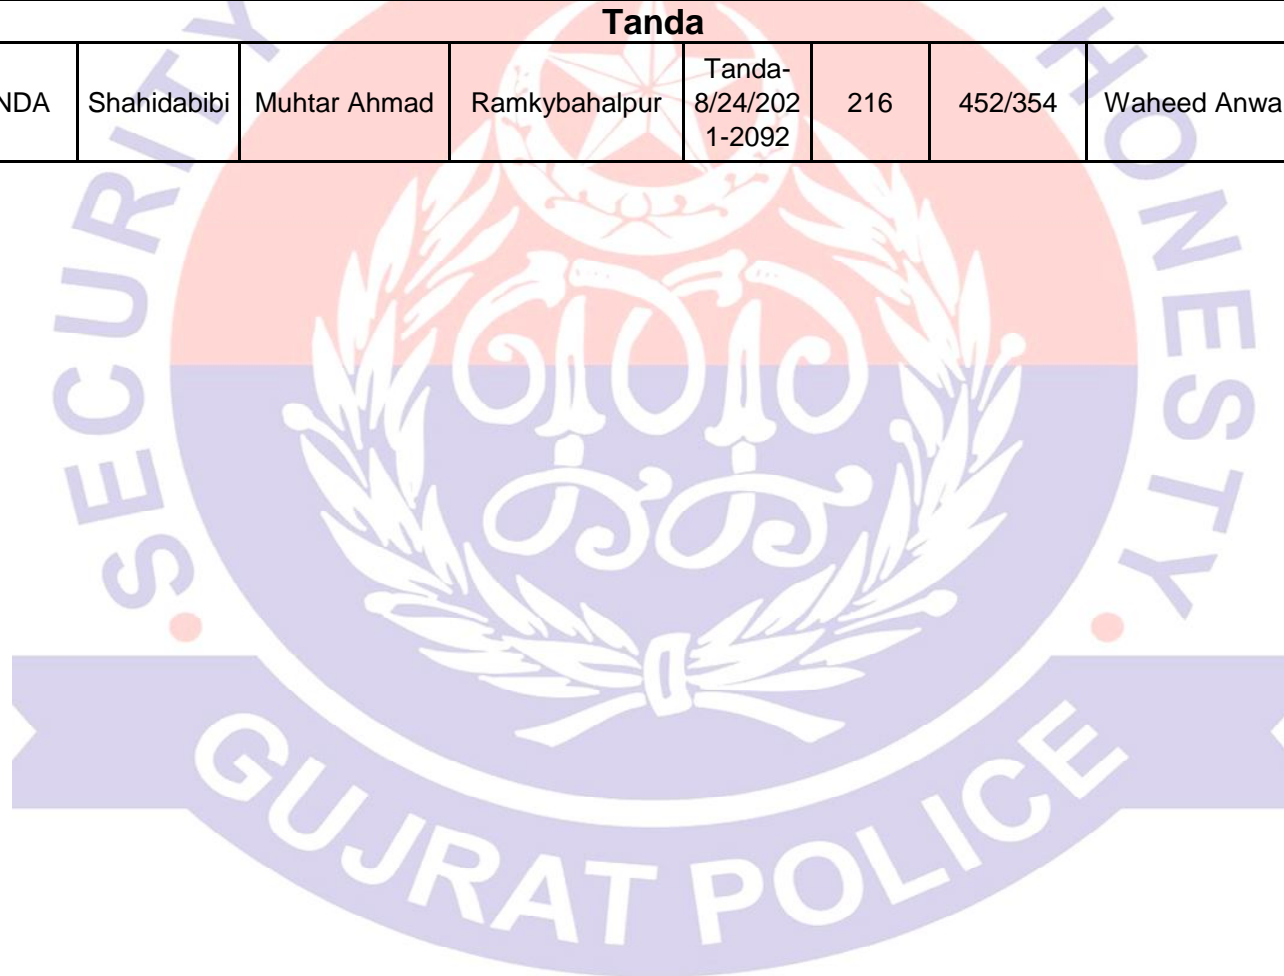 Tanda
NDA Shahidabibi Muhtar Ahmad Ramkybahalpur Tanda- 216 452/354 Waheed Anwa
8/24/202
1-2092
SECURITY
HONESTY
GUJRAT POLICE